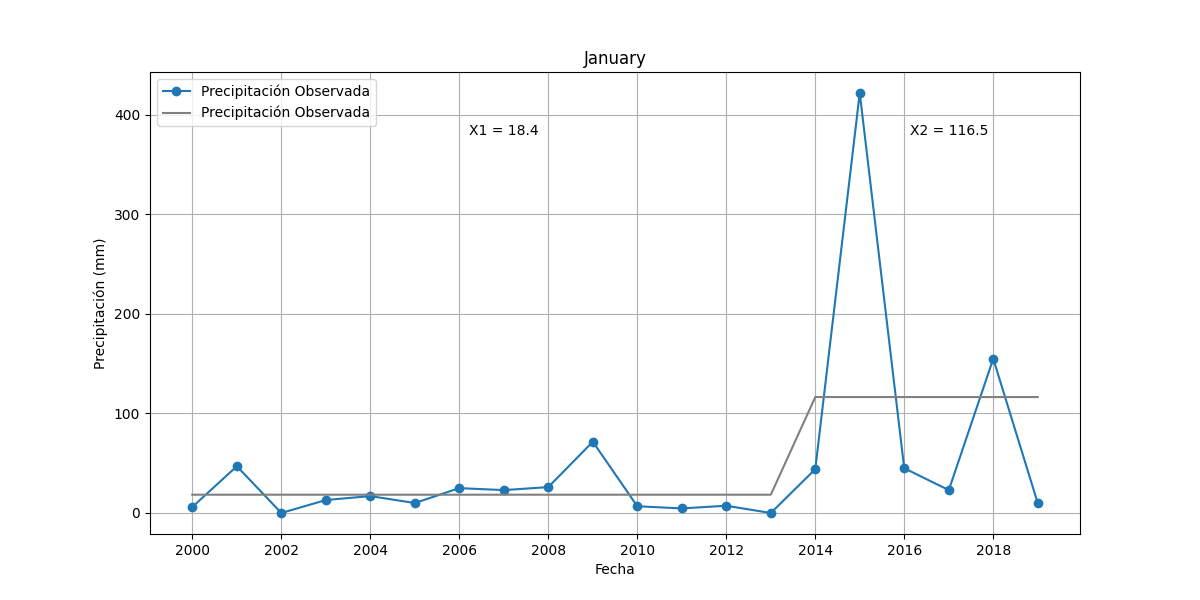 January
Precipitación Observada
Precipitación Observada
X1 = 18.4
X2 = 116.5
400
300
200
100
0
Precipitación (mm)
2000 2002 2004 2006 2008 2010 2012 2014 2016 2018
Fecha